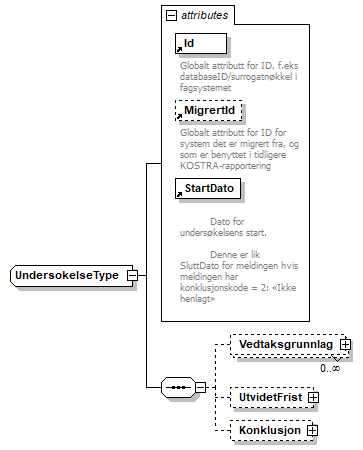 attributes
Id
Globalt attributt for ID, f.eks
databaseID/surrogatnøkkel i
fagsystemet
MigrertId
Globalt attributt for ID for
system det er migrert fra, og
som er benyttet i tidligere
KOSTRA-rapportering
StartDato
Dato for
undersøkelsens start.
Denne er lik
SluttDato for meldingen hvis
meldingen har
konklusjonskode = 2: «Ikke
henlagt»
UndersokelseType
Vedtaksgrunnlag
0..∞
UtvidetFrist
Konklusjon